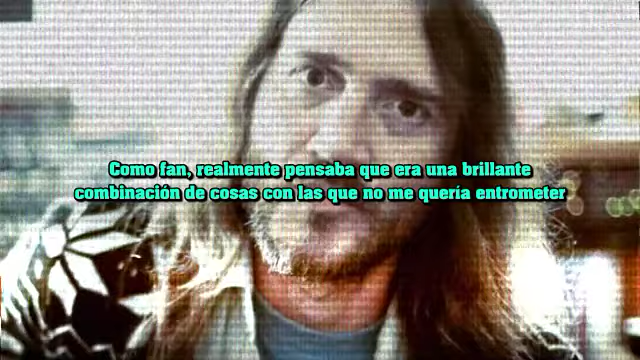 Como fan, realmente pensaba que era una brillante
combinación de cosas con las que no me quería entrometer